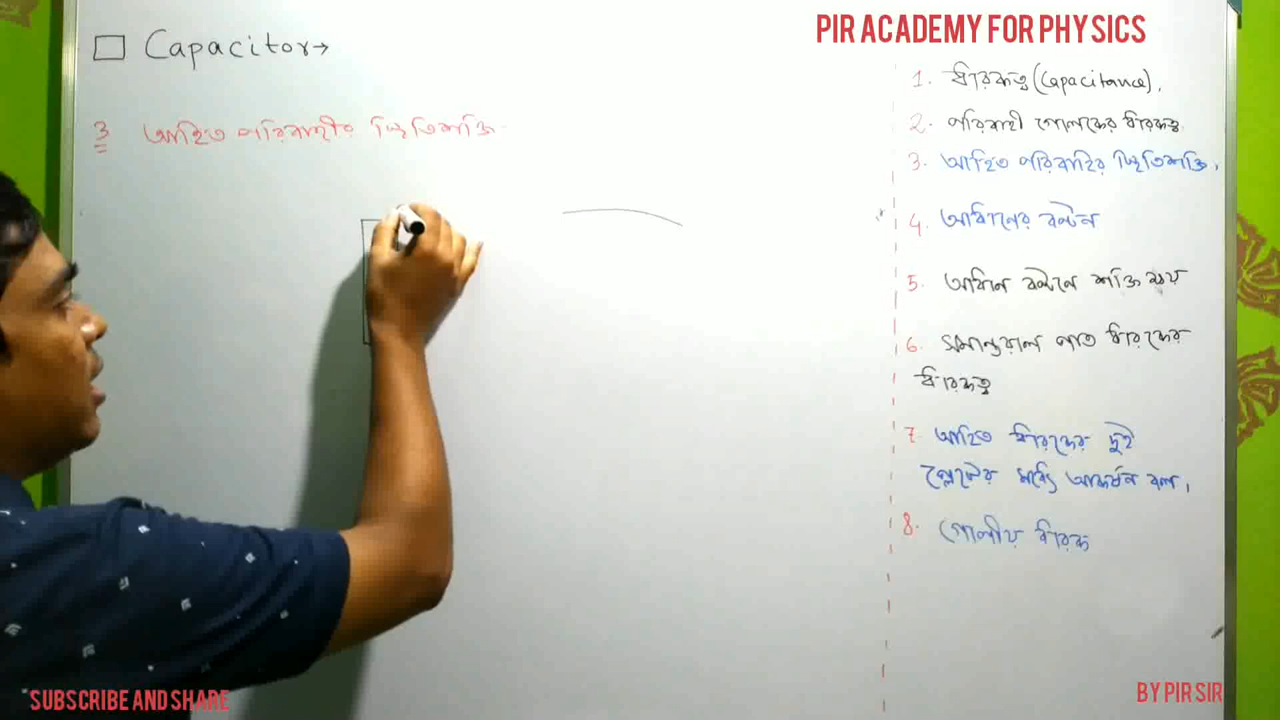 PIR ACADEMY FOR PHYSICS
Capacitor→
3 আহিত পরিবাহীর স্থিতিশক্তি
1. ধারকত্ব (Capacitance).
2. পরিবাহী গোলকের ধারকত্ব
3. আহিত পরিবাহির স্থিতিশক্তি.
4. আধানের বন্টন
5. আধান বন্টনে শক্তি ক্ষয়
6. সমান্তরাল পাত ধারকের
ধারকত্ব
7. আহিত ধারকের দুই
প্লেটের মধ্যে আকর্ষন বল.
8. গোলীয় ধারক
SUBSCRIBE AND SHARE
BY PIR SIR